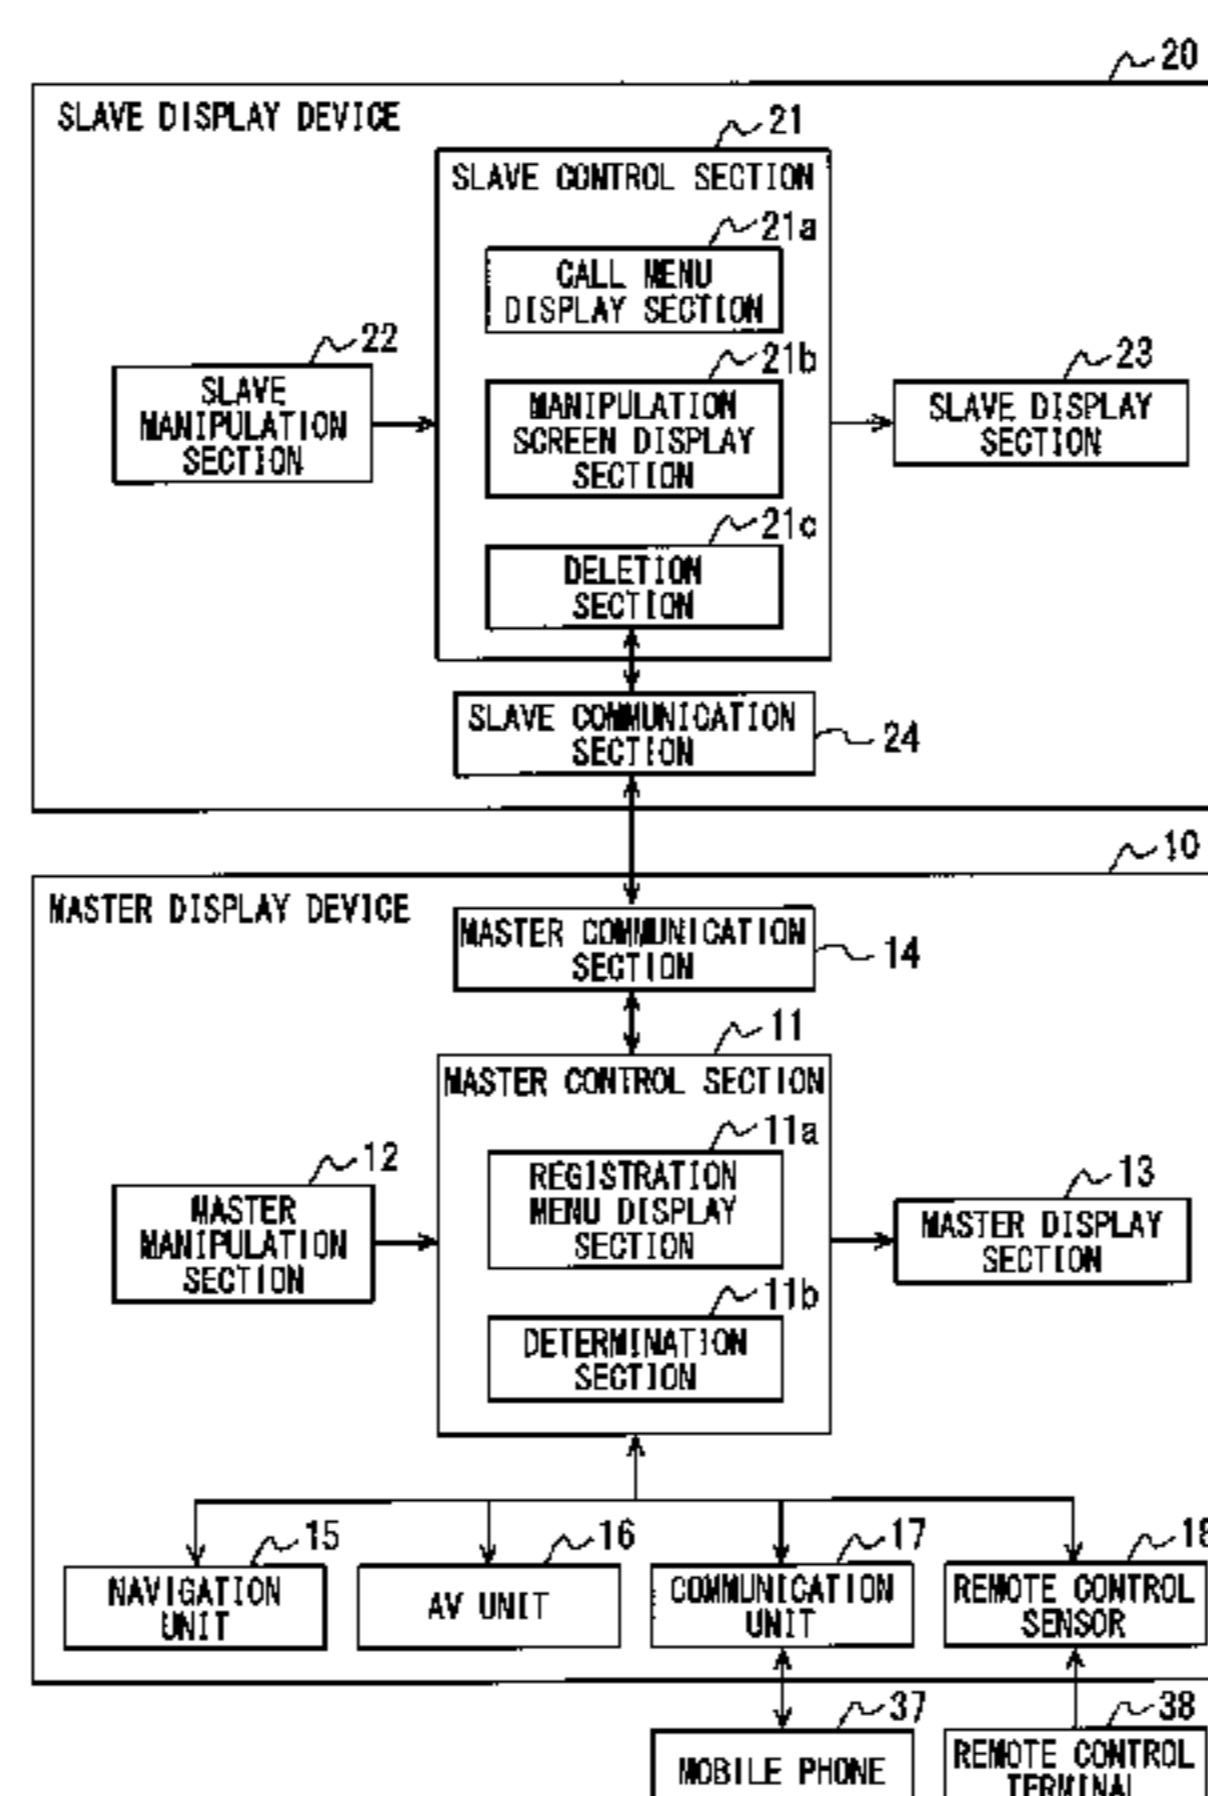 20
SLAVE DISPLAY DEVICE
21
SLAVE CONTROL SECTION
21a
CALL MENU
DISPLAY SECTION
22
SLAVE
MANIPULATION
SECTION
21b
MANIPULATION
SCREEN DISPLAY
SECTION
23
SLAVE DISPLAY
SECTION
21c
DELETION
SECTION
SLAVE COMMUNICATION
SECTION
24
10
MASTER DISPLAY DEVICE
MASTER COMMUNICATION
SECTION
14
11
MASTER CONTROL SECTION
11a
REGISTRATION
MENU DISPLAY
SECTION
12
MASTER
MANIPULATION
SECTION
13
MASTER DISPLAY
SECTION
11b
DETERMINATION
SECTION
15
NAVIGATION
UNIT
16
AV UNIT
17
COMMUNICATION
UNIT
18
REMOTE CONTROL
SENSOR
37
MOBILE PHONE
38
REMOTE CONTROL
TERMINAL